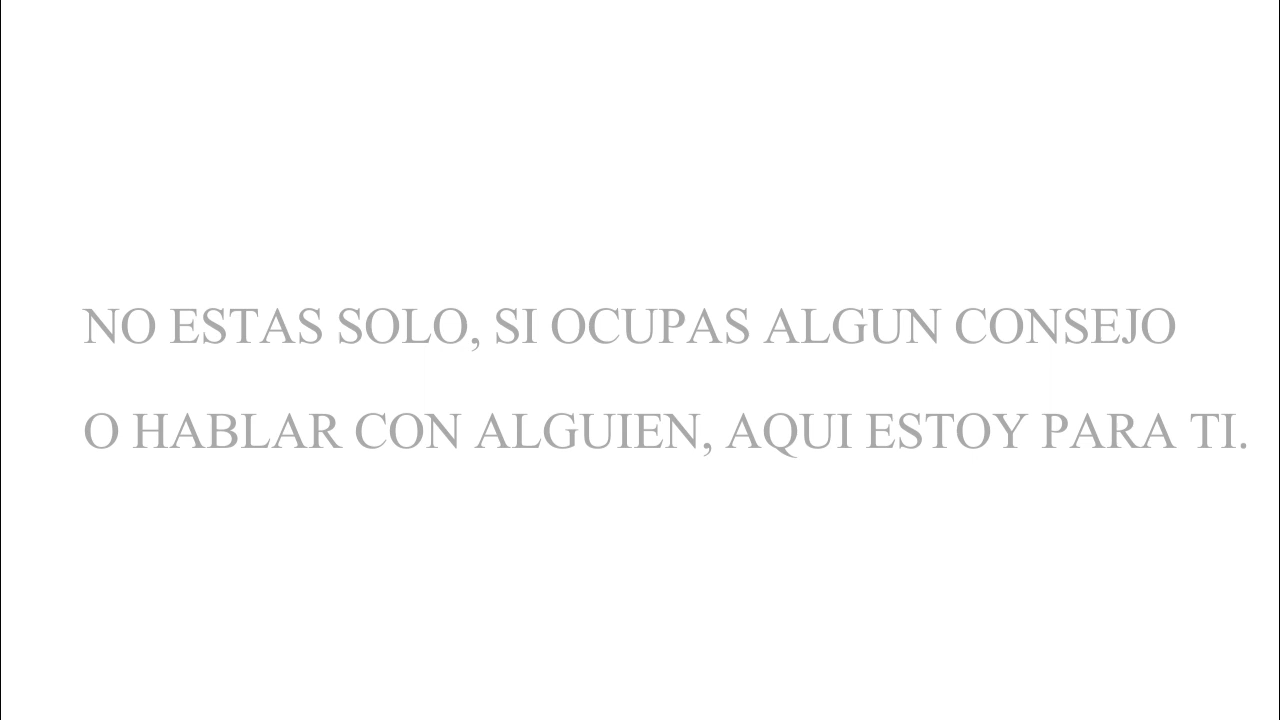 NO ESTAS SOLO, SI OCUPAS ALGUN CONSEJO
O HABLAR CON ALGUIEN, AQUI ESTOY PARA TI.